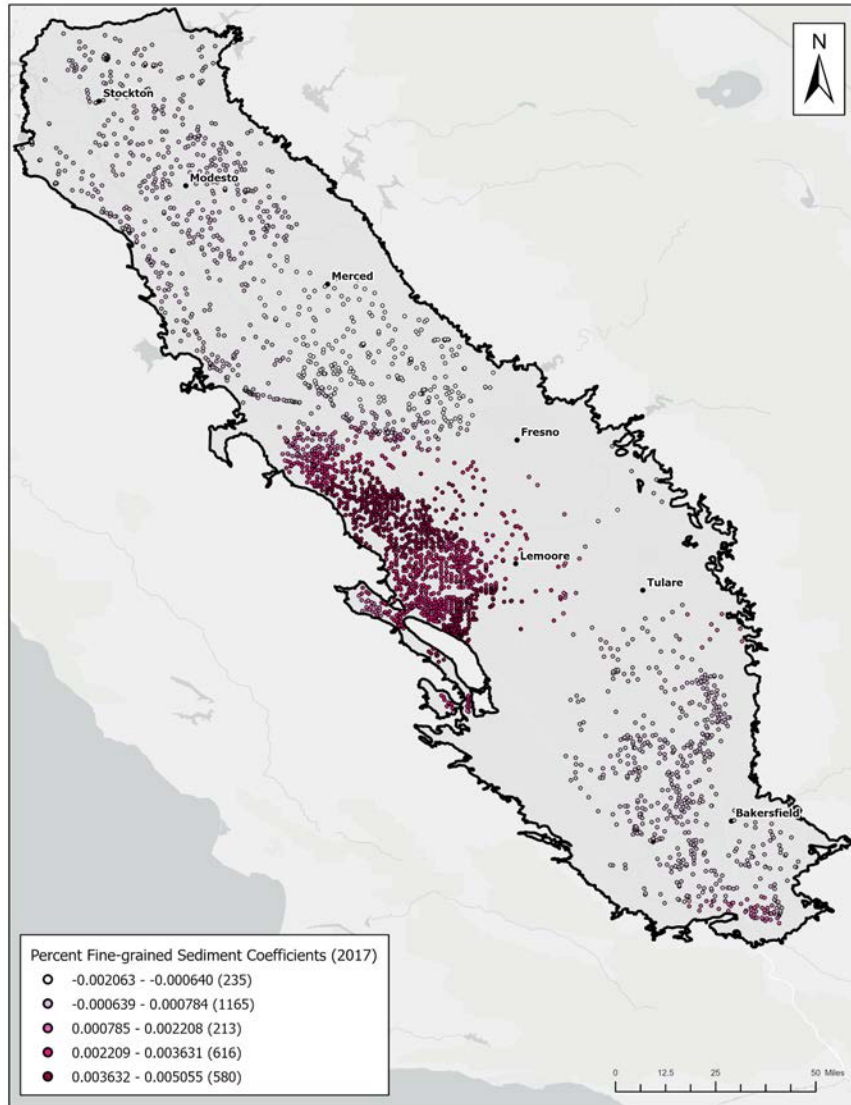 N
Stockton
Modesto
Merced
Fresno
Lemoore
Tulare
Bakersfield
Percent Fine-grained Sediment Coefficients (2017)
-0.002063 - -0.000640 (235)
-0.000639 - 0.000784 (1165)
0.000785 - 0.002208 (213)
0.002209 - 0.003631 (616)
0.003632 - 0.005055 (580)
0 12.5 25 50 Miles